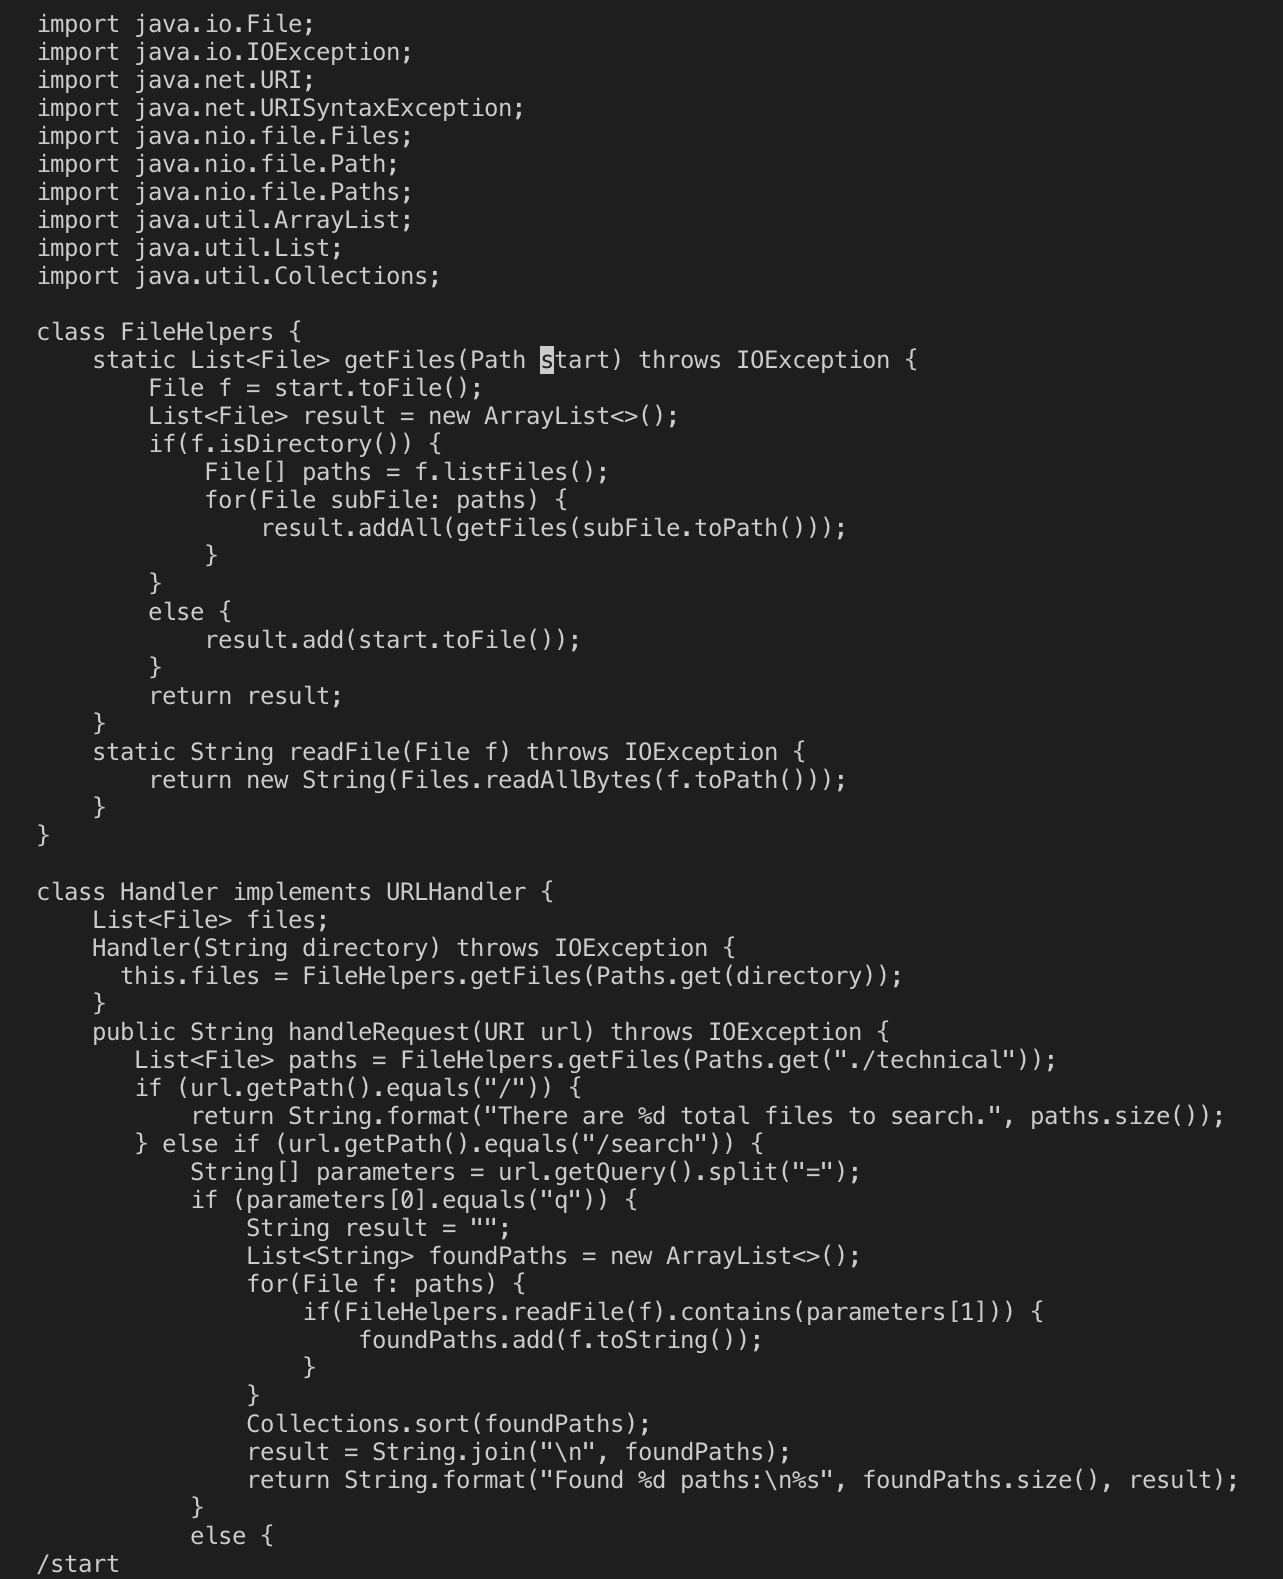 import java.io.File;
import java.io.IOException;
import java.net.URI;
import java.net.URISyntaxException;
import java.nio.file.Files;
import java.nio.file.Path;
import java.nio.file.Paths;
import java.util.ArrayList;
import java.util.List;
import java.util.Collections;

class FileHelpers {
    static List<File> getFiles(Path start) throws IOException {
        File f = start.toFile();
        List<File> result = new ArrayList<>();
        if(f.isDirectory()) {
            File[] paths = f.listFiles();
            for(File subFile: paths) {
                result.addAll(getFiles(subFile.toPath()));
            }
        }
        else {
            result.add(start.toFile());
        }
        return result;
    }
    static String readFile(File f) throws IOException {
        return new String(Files.readAllBytes(f.toPath()));
    }
}

class Handler implements URLHandler {
    List<File> files;
    Handler(String directory) throws IOException {
      this.files = FileHelpers.getFiles(Paths.get(directory));
    }
    public String handleRequest(URI url) throws IOException {
       List<File> paths = FileHelpers.getFiles(Paths.get("./technical"));
       if (url.getPath().equals("/")) {
           return String.format("There are %d total files to search.", paths.size());
       } else if (url.getPath().equals("/search")) {
           String[] parameters = url.getQuery().split("=");
           if (parameters[0].equals("q")) {
               String result = "";
               List<String> foundPaths = new ArrayList<>();
               for(File f: paths) {
                   if(FileHelpers.readFile(f).contains(parameters[1])) {
                       foundPaths.add(f.toString());
                   }
               }
               Collections.sort(foundPaths);
               result = String.join("\n", foundPaths);
               return String.format("Found %d paths:\n%s", foundPaths.size(), result);
           }
           else {
/start